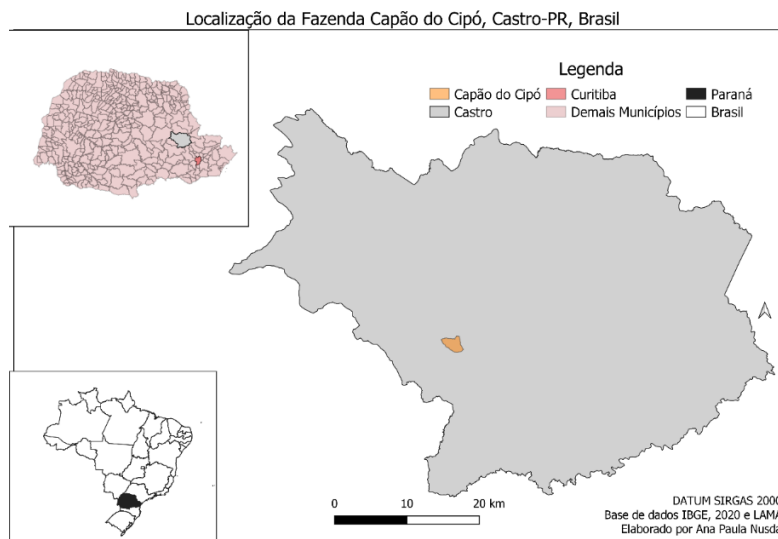 Localização da Fazenda Capão do Cipó, Castro-PR, Brasil
Legenda
Capão do Cipó Curitiba Paraná
Castro Demais Municípios Brasil
0 10 20 km
DATUM SIRGAS 2000
Base de dados IBGE, 2020 e LAMA
Elaborado por Ana Paula Nusda